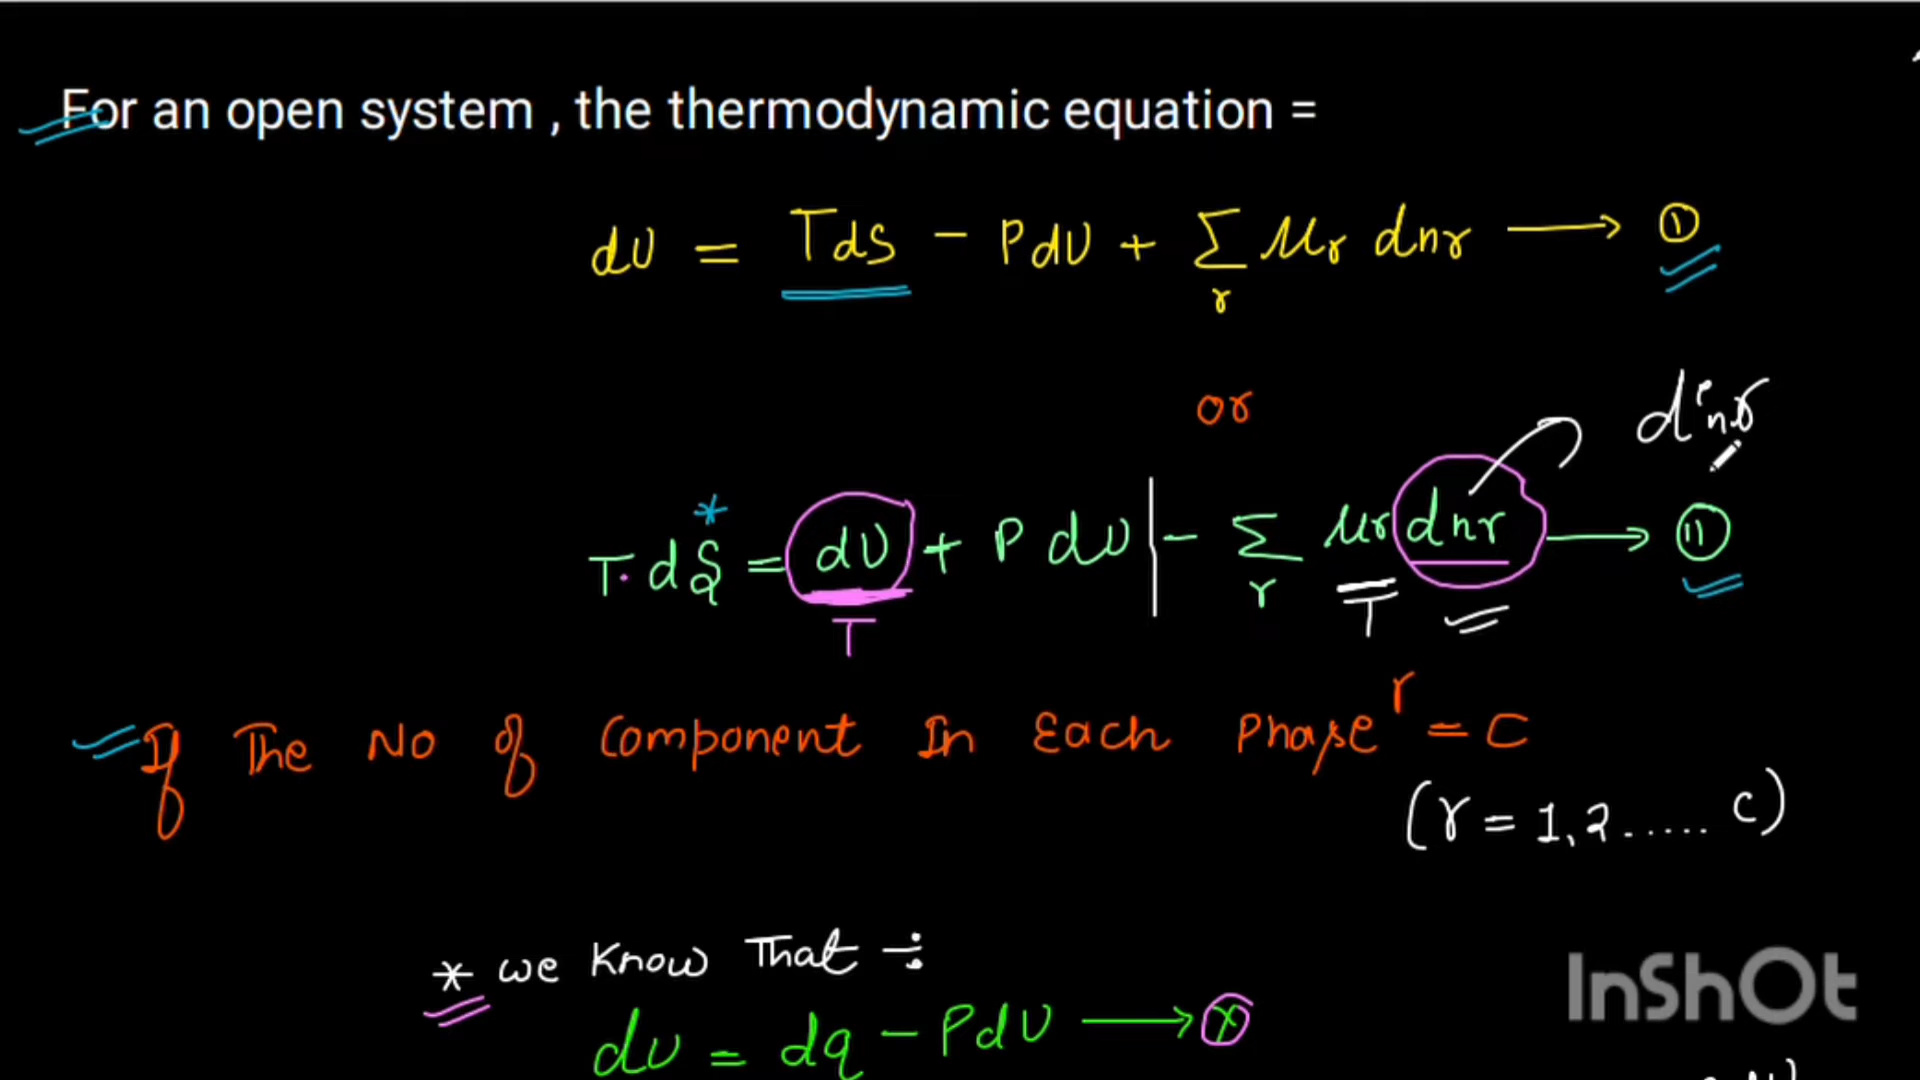 For an open system , the thermodynamic equation =
dU = TdS - PdV + Σ μr dnr → ①
r
or
dⁱnr
*
T.dS = dU + P dV | - Σ μr dnr → ⑪
r
T
T
If The No of Component In Each Phase r = C
(r = 1,2..... c)
* we know That ÷
dU = dq - PdV → ⓧ
InShOt